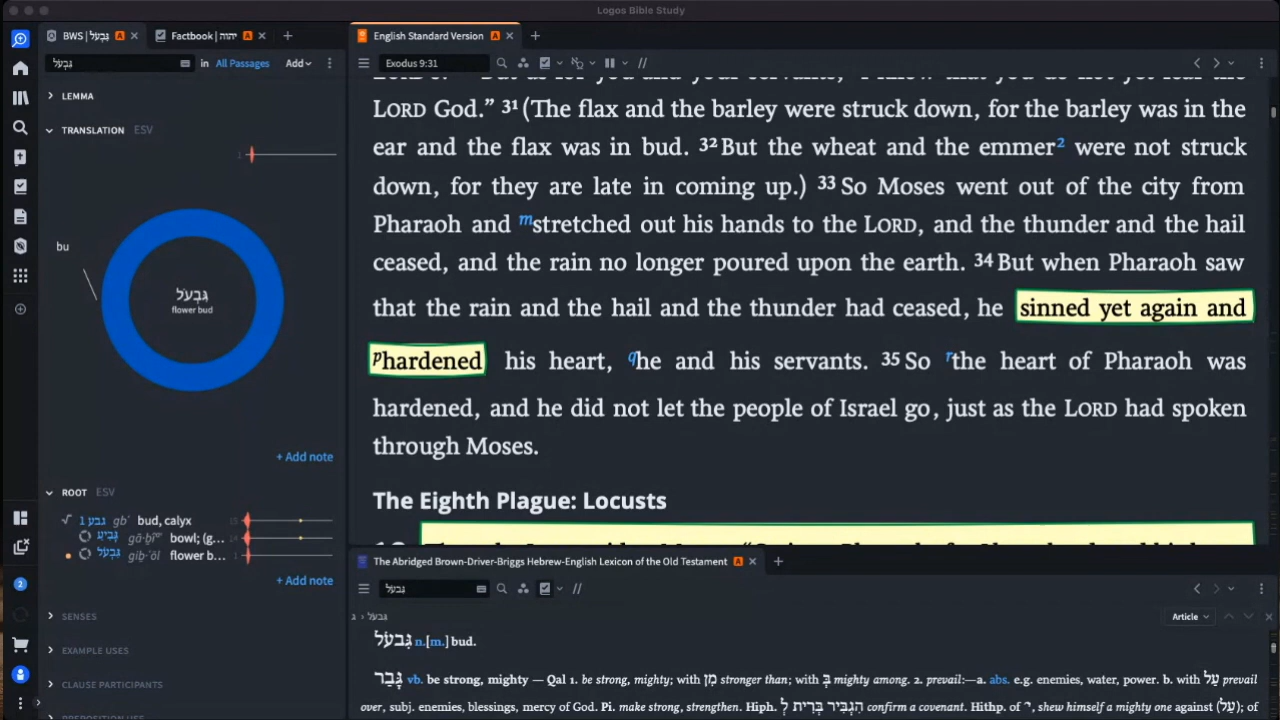 Logos Bible Study
BWS | גִּבְעֹל A
Factbook | יהוה A
English Standard Version A
גִּבְעֹל
in All Passages Add
Exodus 9:31
LEMMA
TRANSLATION ESV
1
bu
גִּבְעֹל
flower bud
+ Add note
ROOT ESV
1 גבע gbʿ bud, calyx 15
גָּבִיעַ gā·ḇîaʿ bowl; (g... 14
גִּבְעֹל giḇ·ʿōl flower b... 1
+ Add note
SENSES
EXAMPLE USES
CLAUSE PARTICIPANTS
2
LORD God.” 31 (The flax and the barley were struck down, for the barley was in the
ear and the flax was in bud. 32 But the wheat and the emmer2 were not struck
down, for they are late in coming up.) 33 So Moses went out of the city from
Pharaoh and mstretched out his hands to the LORD, and the thunder and the hail
ceased, and the rain no longer poured upon the earth. 34 But when Pharaoh saw
that the rain and the hail and the thunder had ceased, he sinned yet again and
phardened his heart, qhe and his servants. 35 So rthe heart of Pharaoh was
hardened, and he did not let the people of Israel go, just as the LORD had spoken
through Moses.
The Eighth Plague: Locusts
The Abridged Brown-Driver-Briggs Hebrew-English Lexicon of the Old Testament A
גִּבְעֹל
ג › גִּבְעֹל
Article
גִּבְעֹל n.[m.] bud.
גָּבַר vb. be strong, mighty — Qal 1. be strong, mighty; with מִן stronger than; with בְּ mighty among. 2. prevail:—a. abs. e.g. enemies, water, power. b. with עַל prevail
over, subj. enemies, blessings, mercy of God. Pi. make strong, strengthen. Hiph. הִגְבִּיר בְּרִית לְ confirm a covenant. Hithp. of י׳, shew himself a mighty one against (עַל); of